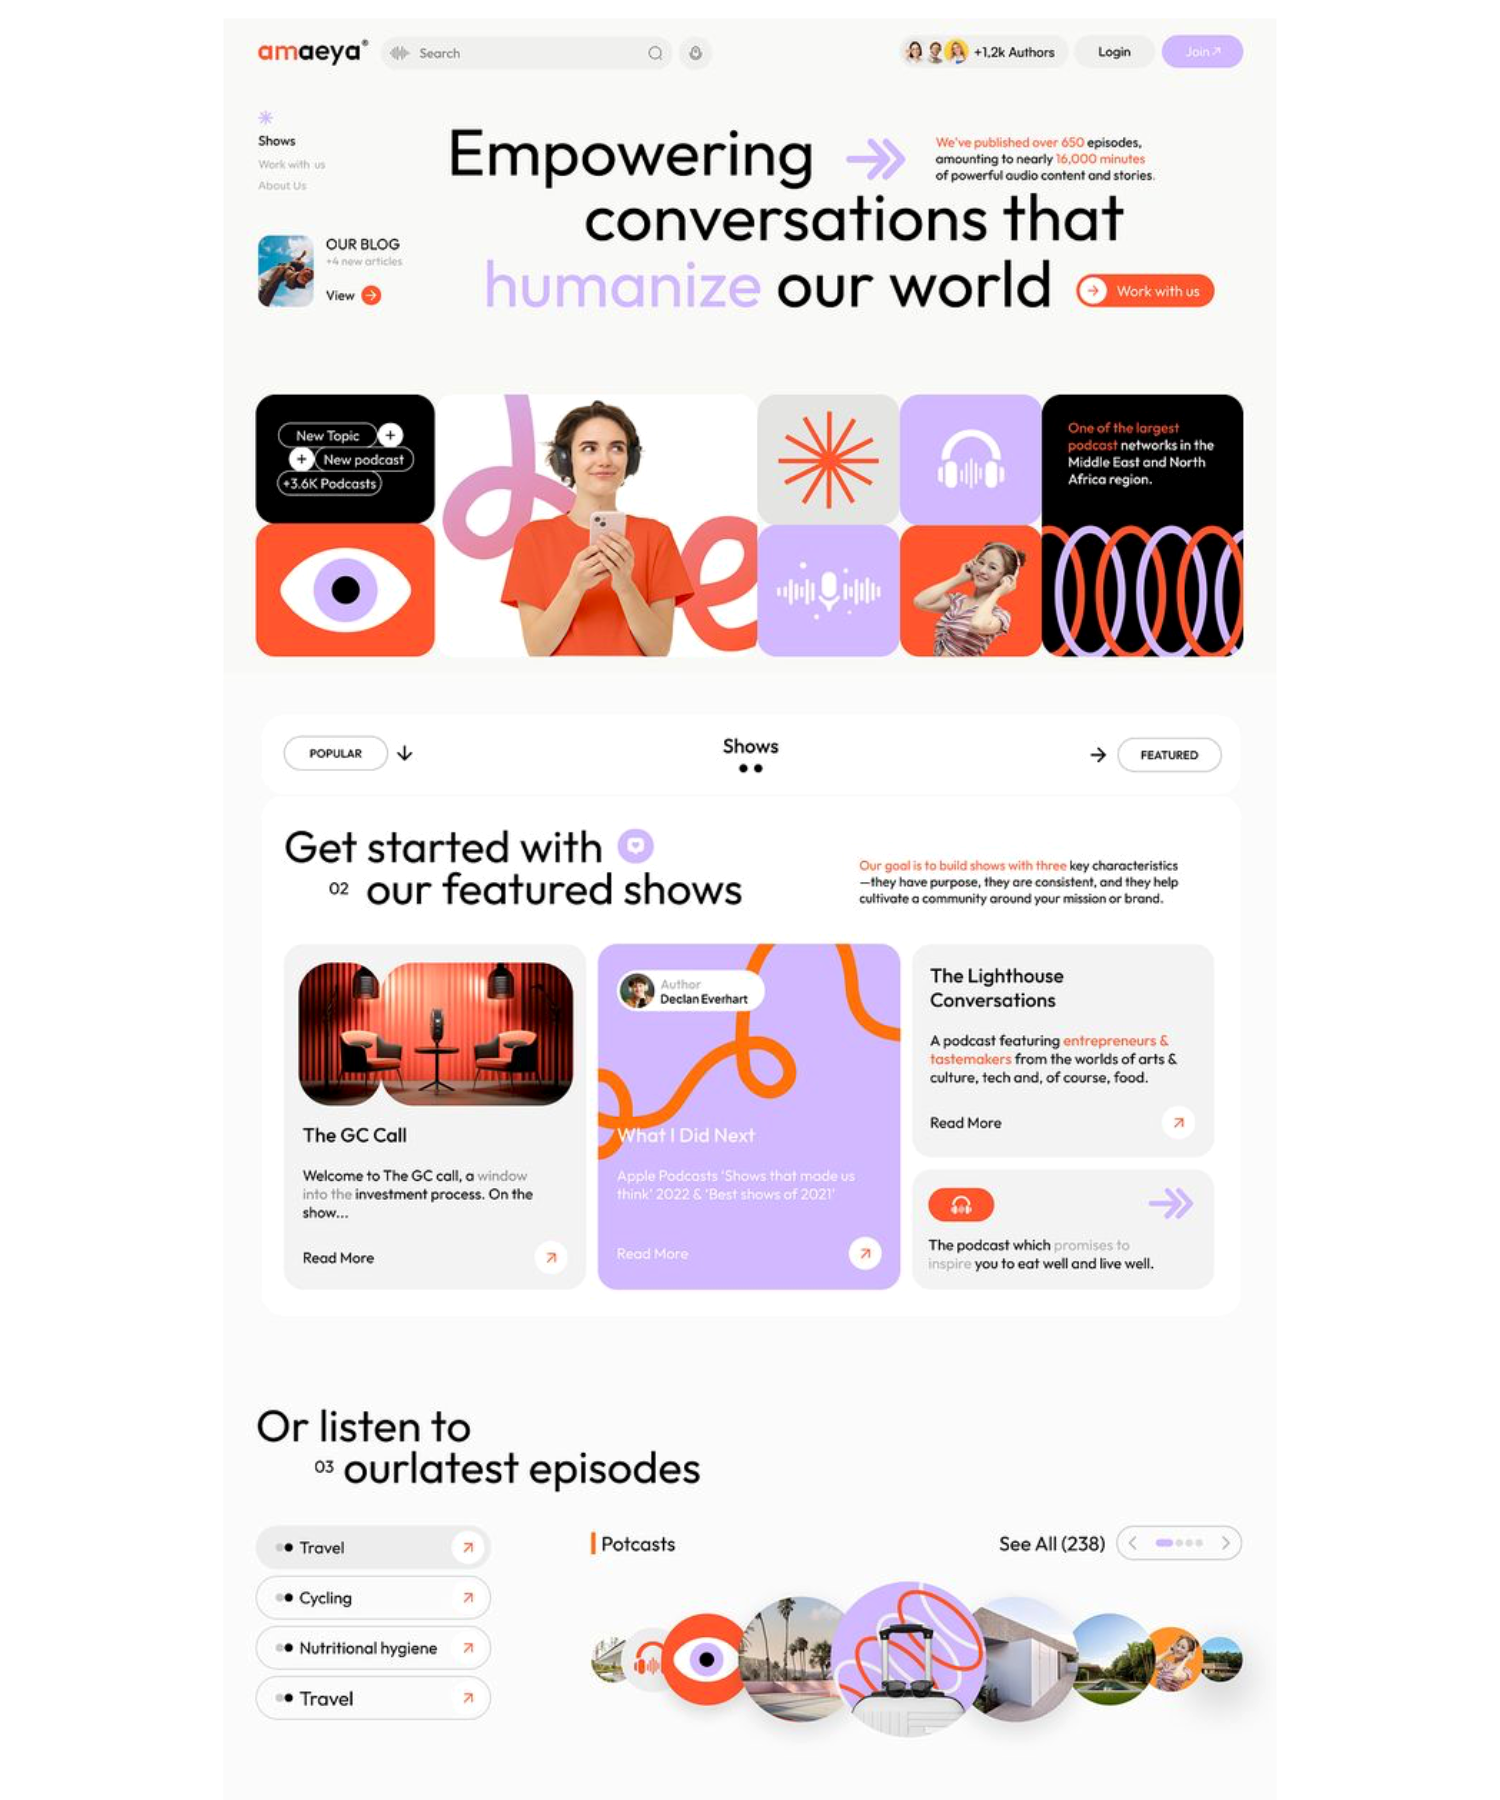 amaeya®
Search
+1,2k Authors
Login
Join
Shows
Work with us
About Us
OUR BLOG
+4 new articles
View
Empowering
conversations that
humanize our world
We've published over 650 episodes,
amounting to nearly 16,000 minutes
of powerful audio content and stories.
Work with us
New Topic +
+ New podcast
+3.6K Podcasts
One of the largest
podcast networks in the
Middle East and North
Africa region.
POPULAR
Shows
FEATURED
Get started with
02 our featured shows
Our goal is to build shows with three key characteristics
—they have purpose, they are consistent, and they help
cultivate a community around your mission or brand.
The GC Call
Welcome to The GC call, a window
into the investment process. On the
show...
Read More
Author
Declan Everhart
What I Did Next
Apple Podcasts 'Shows that made us
think' 2022 & 'Best shows of 2021'
Read More
The Lighthouse
Conversations
A podcast featuring entrepreneurs &
tastemakers from the worlds of arts &
culture, tech and, of course, food.
Read More
The podcast which promises to
inspire you to eat well and live well.
Or listen to
03 ourlatest episodes
Travel
Cycling
Nutritional hygiene
Travel
Potcasts
See All (238)